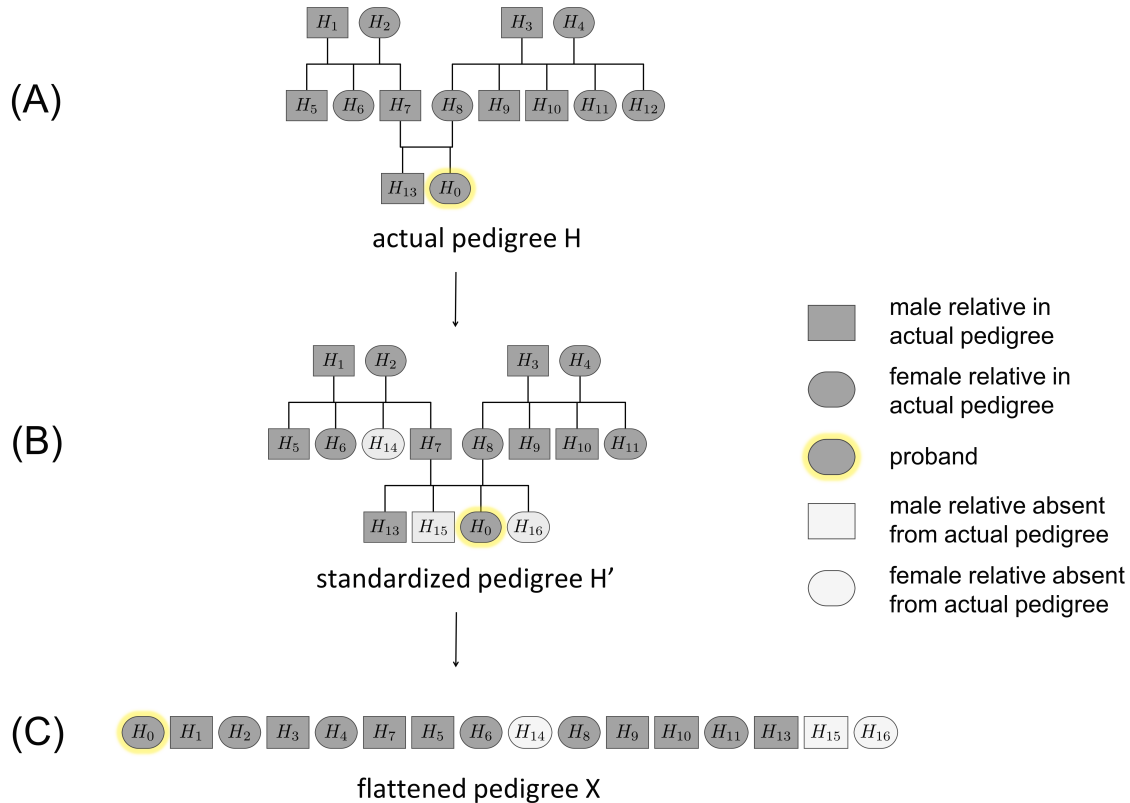 H₁ H₂ H₃ H₄
(A)
H₅ H₆ H₇ H₈ H₉ H₁₀ H₁₁ H₁₂
H₁₃ H₀
actual pedigree H
H₁ H₂ H₃ H₄
(B)
H₅ H₆ H₁₄ H₇ H₈ H₉ H₁₀ H₁₁
H₁₃ H₁₅ H₀ H₁₆
standardized pedigree H’
male relative in
actual pedigree
female relative in
actual pedigree
proband
male relative absent
from actual pedigree
female relative absent
from actual pedigree
(C)
H₀ H₁ H₂ H₃ H₄ H₇ H₅ H₆ H₁₄ H₈ H₉ H₁₀ H₁₁ H₁₃ H₁₅ H₁₆
flattened pedigree X